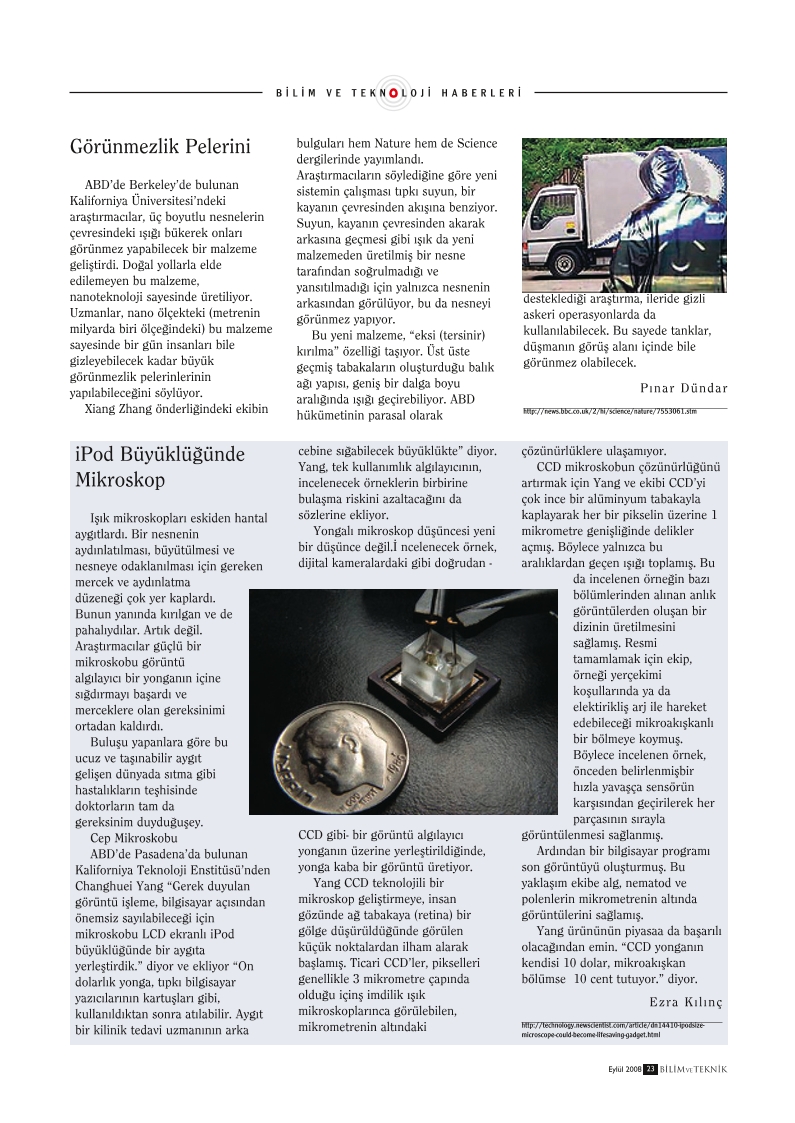 BİLİM VE TEKNOLOJİ HABERLERİ
Görünmezlik Pelerini
ABD'de Berkeley'de bulunan
Kaliforniya Üniversitesi'ndeki
araştırmacılar, üç boyutlu nesnelerin
çevresindeki ışığı bükerek onları
görünmez yapabilecek bir malzeme
geliştirdi. Doğal yollarla elde
edilemeyen bu malzeme,
nanoteknoloji sayesinde üretiliyor.
Uzmanlar, nano ölçekteki (metrenin
milyarda biri ölçeğindeki) bu malzeme
sayesinde bir gün insanları bile
gizleyebilecek kadar büyük
görünmezlik pelerinlerinin
yapılabileceğini söylüyor.
Xiang Zhang önderliğindeki ekibin
bulguları hem Nature hem de Science
dergilerinde yayımlandı.
Araştırmacıların söylediğine göre yeni
sistemin çalışması tıpkı suyun, bir
kayanın çevresinden akışına benziyor.
Suyun, kayanın çevresinden akarak
arkasına geçmesi gibi ışık da yeni
malzemeden üretilmiş bir nesne
tarafından soğrulmadığı ve
yansıtılmadığı için yalnızca nesnenin
arkasından görülüyor, bu da nesneyi
görünmez yapıyor.
Bu yeni malzeme, “eksi (tersinir)
kırılma” özelliği taşıyor. Üst üste
geçmiş tabakaların oluşturduğu balık
ağı yapısı, geniş bir dalga boyu
aralığında ışığı geçirebiliyor. ABD
hükümetinin parasal olarak
desteklediği araştırma, ileride gizli
askeri operasyonlarda da
kullanılabilecek. Bu sayede tanklar,
düşmanın görüş alanı içinde bile
görünmez olabilecek.
Pınar Dündar
http://news.bbc.co.uk/2/hi/science/nature/7553061.stm
iPod Büyüklüğünde
Mikroskop
Işık mikroskopları eskiden hantal
aygıtlardı. Bir nesnenin
aydınlatılması, büyütülmesi ve
nesneye odaklanılması için gereken
mercek ve aydınlatma
düzeneği çok yer kaplardı.
Bunun yanında kırılgan ve de
pahalıydılar. Artık değil.
Araştırmacılar güçlü bir
mikroskobu görüntü
algılayıcı bir yonganın içine
sığdırmayı başardı ve
merceklere olan gereksinimi
ortadan kaldırdı.
Buluşu yapanlara göre bu
ucuz ve taşınabilir aygıt
gelişen dünyada sıtma gibi
hastalıkların teşhisinde
doktorların tam da
gereksinim duyduğuşey.
Cep Mikroskobu
ABD'de Pasadena'da bulunan
Kaliforniya Teknoloji Enstitüsü'nden
Changhuei Yang “Gerek duyulan
görüntü işleme, bilgisayar açısından
önemsiz sayılabileceği için
mikroskobu LCD ekranlı iPod
büyüklüğünde bir aygıta
yerleştirdik.” diyor ve ekliyor “On
dolarlık yonga, tıpkı bilgisayar
yazıcılarının kartuşları gibi,
kullanıldıktan sonra atılabilir. Aygıt
bir kilinik tedavi uzmanının arka
cebine sığabilecek büyüklükte” diyor.
Yang, tek kullanımlık algılayıcının,
incelenecek örneklerin birbirine
bulaşma riskini azaltacağını da
sözlerine ekliyor.
Yongalı mikroskop düşüncesi yeni
bir düşünce değil.İ ncelenecek örnek,
dijital kameralardaki gibi doğrudan -
LIBERTY
1986
CCD gibi- bir görüntü algılayıcı
yonganın üzerine yerleştirildiğinde,
yonga kaba bir görüntü üretiyor.
Yang CCD teknolojili bir
mikroskop geliştirmeye, insan
gözünde ağ tabakaya (retina) bir
gölge düşürüldüğünde görülen
küçük noktalardan ilham alarak
başlamış. Ticari CCD'ler, pikselleri
genellikle 3 mikrometre çapında
olduğu içinş imdilik ışık
mikroskoplarınca görülebilen,
mikrometrenin altındaki
çözünürlüklere ulaşamıyor.
CCD mikroskobun çözünürlüğünü
artırmak için Yang ve ekibi CCD'yi
çok ince bir alüminyum tabakayla
kaplayarak her bir pikselin üzerine 1
mikrometre genişliğinde delikler
açmış. Böylece yalnızca bu
aralıklardan geçen ışığı toplamış. Bu
da incelenen örneğin bazı
bölümlerinden alınan anlık
görüntülerden oluşan bir
dizinin üretilmesini
sağlamış. Resmi
tamamlamak için ekip,
örneği yerçekimi
koşullarında ya da
elektirikliş arj ile hareket
edebileceği mikroakışkanlı
bir bölmeye koymuş.
Böylece incelenen örnek,
önceden belirlenmişbir
hızla yavaşça sensörün
karşısından geçirilerek her
parçasının sırayla
görüntülenmesi sağlanmış.
Ardından bir bilgisayar programı
son görüntüyü oluşturmuş. Bu
yaklaşım ekibe alg, nematod ve
polenlerin mikrometrenin altında
görüntülerini sağlamış.
Yang ürününün piyasaa da başarılı
olacağından emin. “CCD yonganın
kendisi 10 dolar, mikroakışkan
bölümse 10 cent tutuyor.” diyor.
Ezra Kılınç
http://technology.newscientist.com/article/dn14410-ipodsize-
microscope-could-become-lifesaving-gadget.html
Eylül 2008 23 BİLİM VE TEKNİK